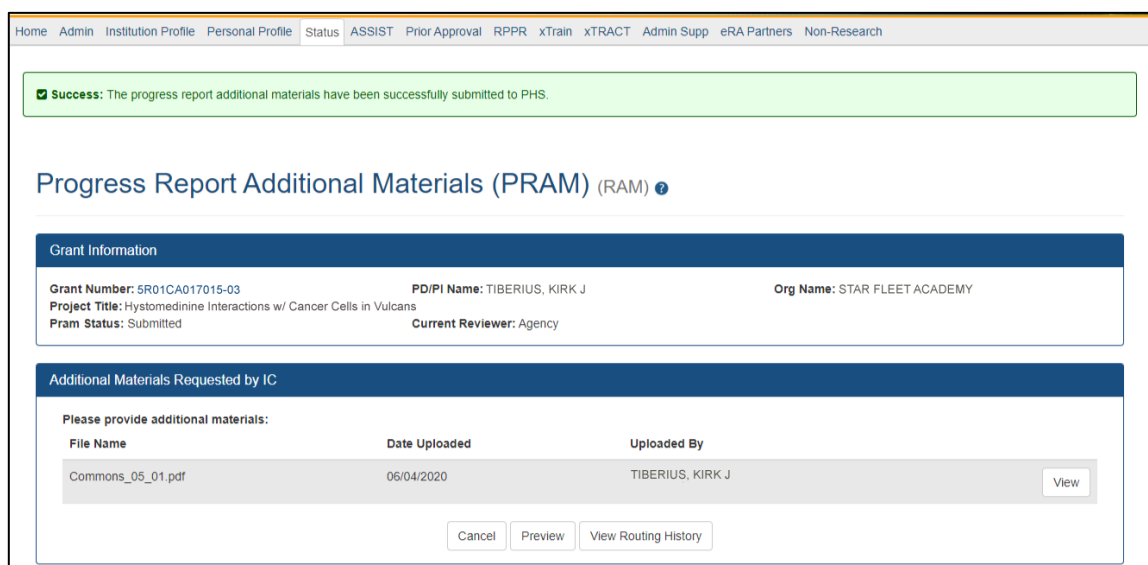 Home Admin Institution Profile Personal Profile Status ASSIST Prior Approval RPPR xTrain xTRACT Admin Supp eRA Partners Non-Research
Success: The progress report additional materials have been successfully submitted to PHS.
Progress Report Additional Materials (PRAM) (RAM) ?
Grant Information
Grant Number: 5R01CA017015-03 PD/PI Name: TIBERIUS, KIRK J Org Name: STAR FLEET ACADEMY
Project Title: Hystomedinine Interactions w/ Cancer Cells in Vulcans
Pram Status: Submitted Current Reviewer: Agency
Additional Materials Requested by IC
Please provide additional materials:
File Name Date Uploaded Uploaded By
Commons_05_01.pdf 06/04/2020 TIBERIUS, KIRK J View
Cancel Preview View Routing History